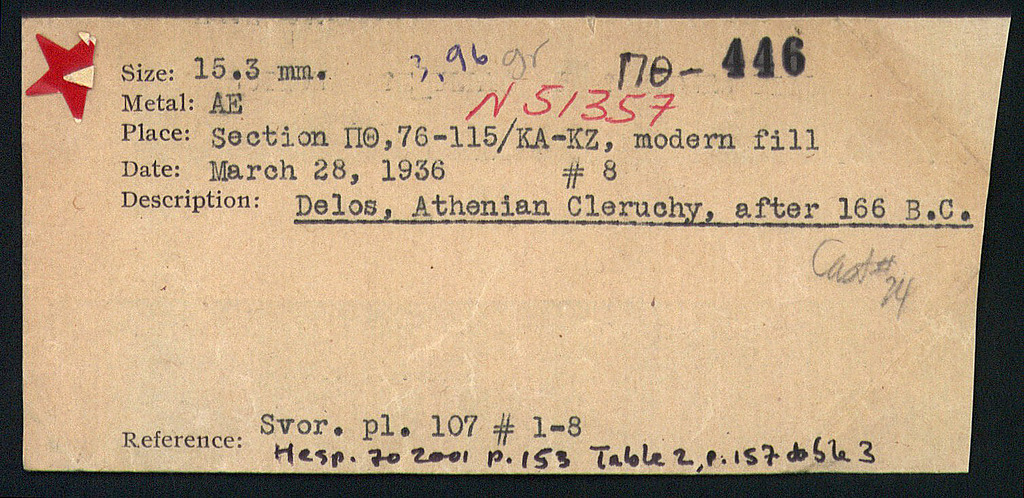 Size: 15.3 mm. 3,96 gr ΠΘ- 446
Metal: AE N 51357
Place: Section ΠΘ,76-115/KA-KZ, modern fill
Date: March 28, 1936 # 8
Description: Delos, Athenian Cleruchy, after 166 B.C.
Cast #74
Reference: Svor. pl. 107 # 1-8
Hesp. 70 2001 p.153 Table 2, p.157 table 3